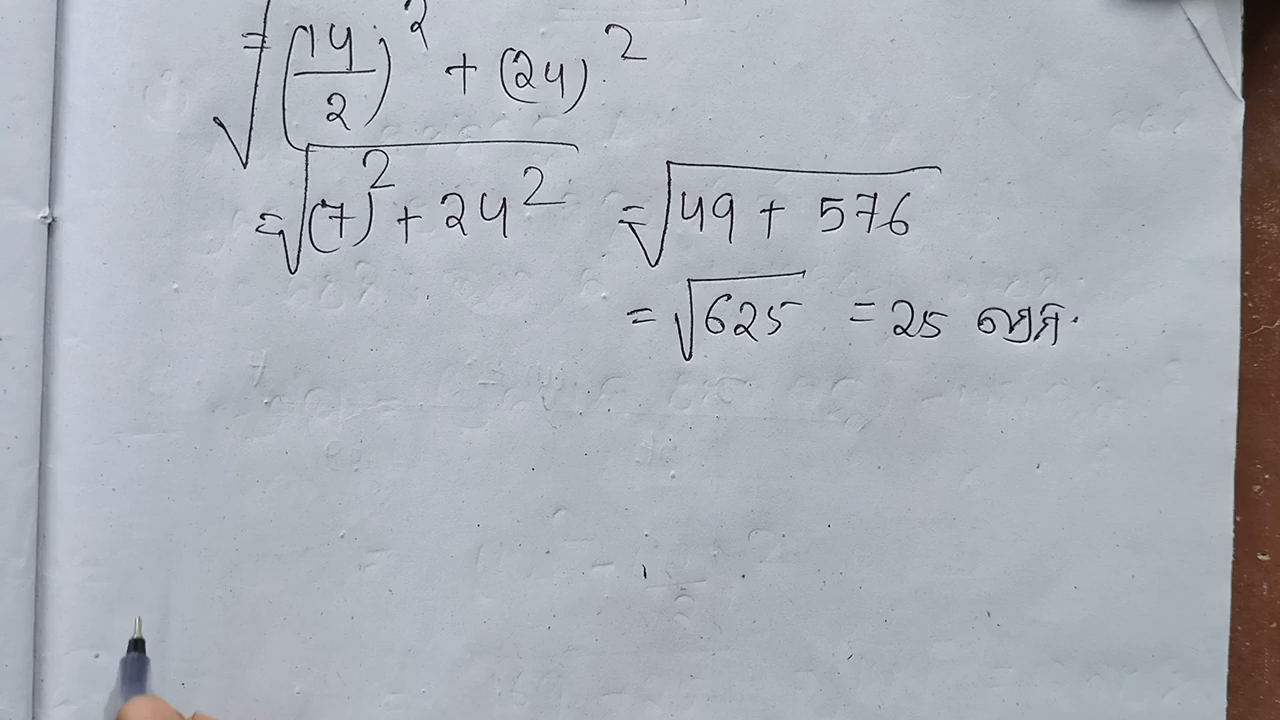 = √(14/2)² + (24)²
= √(7)² + 24² = √49 + 576
= √625 = 25 ସେମି.